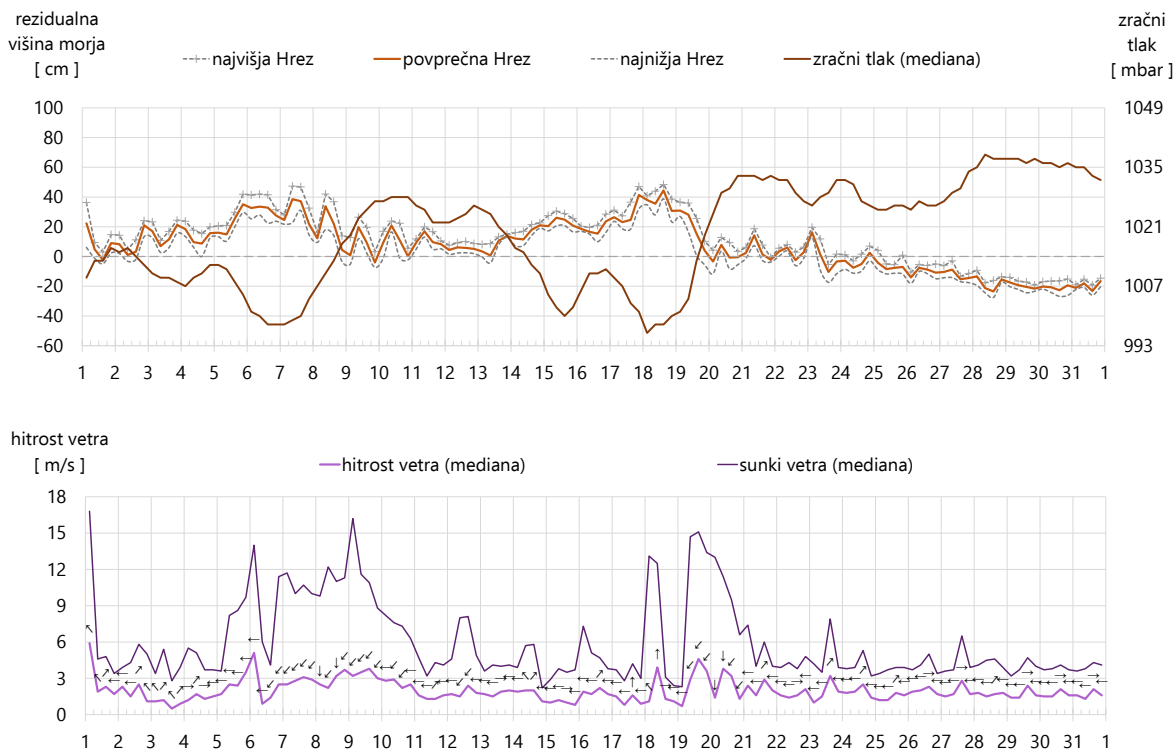 rezidualna
višina morja
[ cm ]
zračni
tlak
[ mbar ]
najvišja Hrez
povprečna Hrez
najnižja Hrez
zračni tlak (mediana)
100 1049
80
60 1035
40
20 1021
0
-20 1007
-40
-60 993
1 2 3 4 5 6 7 8 9 10 11 12 13 14 15 16 17 18 19 20 21 22 23 24 25 26 27 28 29 30 31 1
hitrost vetra
[ m/s ]
hitrost vetra (mediana)
sunki vetra (mediana)
18
15
12
9
6
3
0
1 2 3 4 5 6 7 8 9 10 11 12 13 14 15 16 17 18 19 20 21 22 23 24 25 26 27 28 29 30 31 1